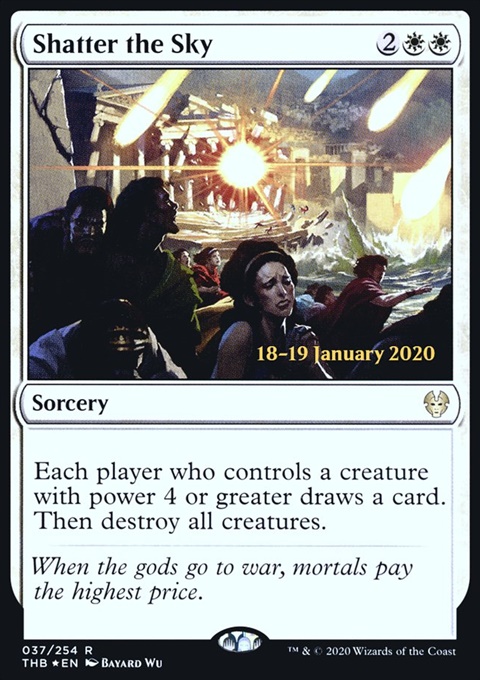 Shatter the Sky 2
18–19 January 2020
Sorcery
Each player who controls a creature
with power 4 or greater draws a card.
Then destroy all creatures.
When the gods go to war, mortals pay
the highest price.
037/254 R
THB ★ EN Bayard Wu
™ & © 2020 Wizards of the Coast